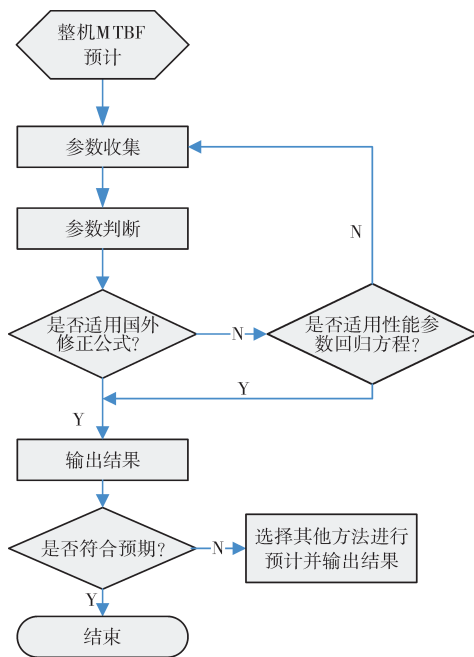 整机MTBF
预计
参数收集
N
参数判断
是否适用国外
修正公式?
N
是否适用性能参
数回归方程?
Y
Y
输出结果
是否符合预期?
N
选择其他方法进行
预计并输出结果
Y
结束